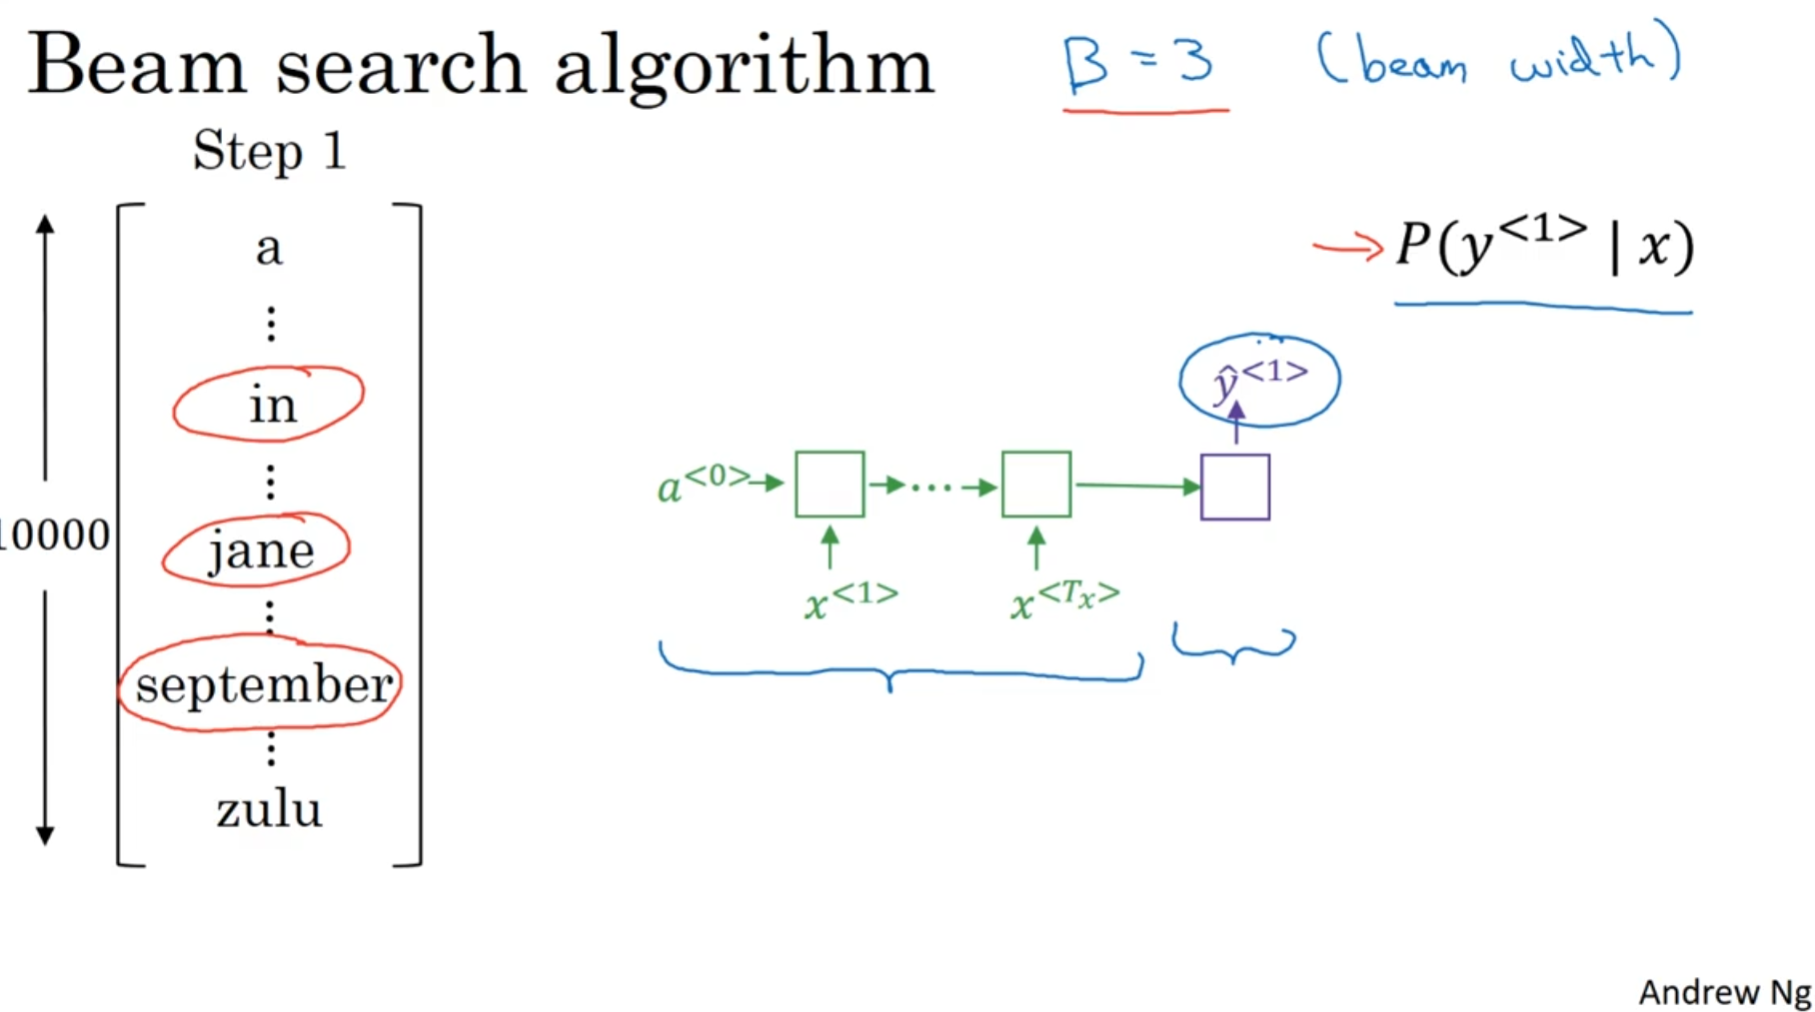 Beam search algorithm B = 3 (beam width)
Step 1
a
⋮
in
⋮
jane
⋮
september
⋮
zulu
10000
P(y^<1> | x)
ŷ^<1>
a^<0> ...
x^<1> x^<T_x>
Andrew Ng